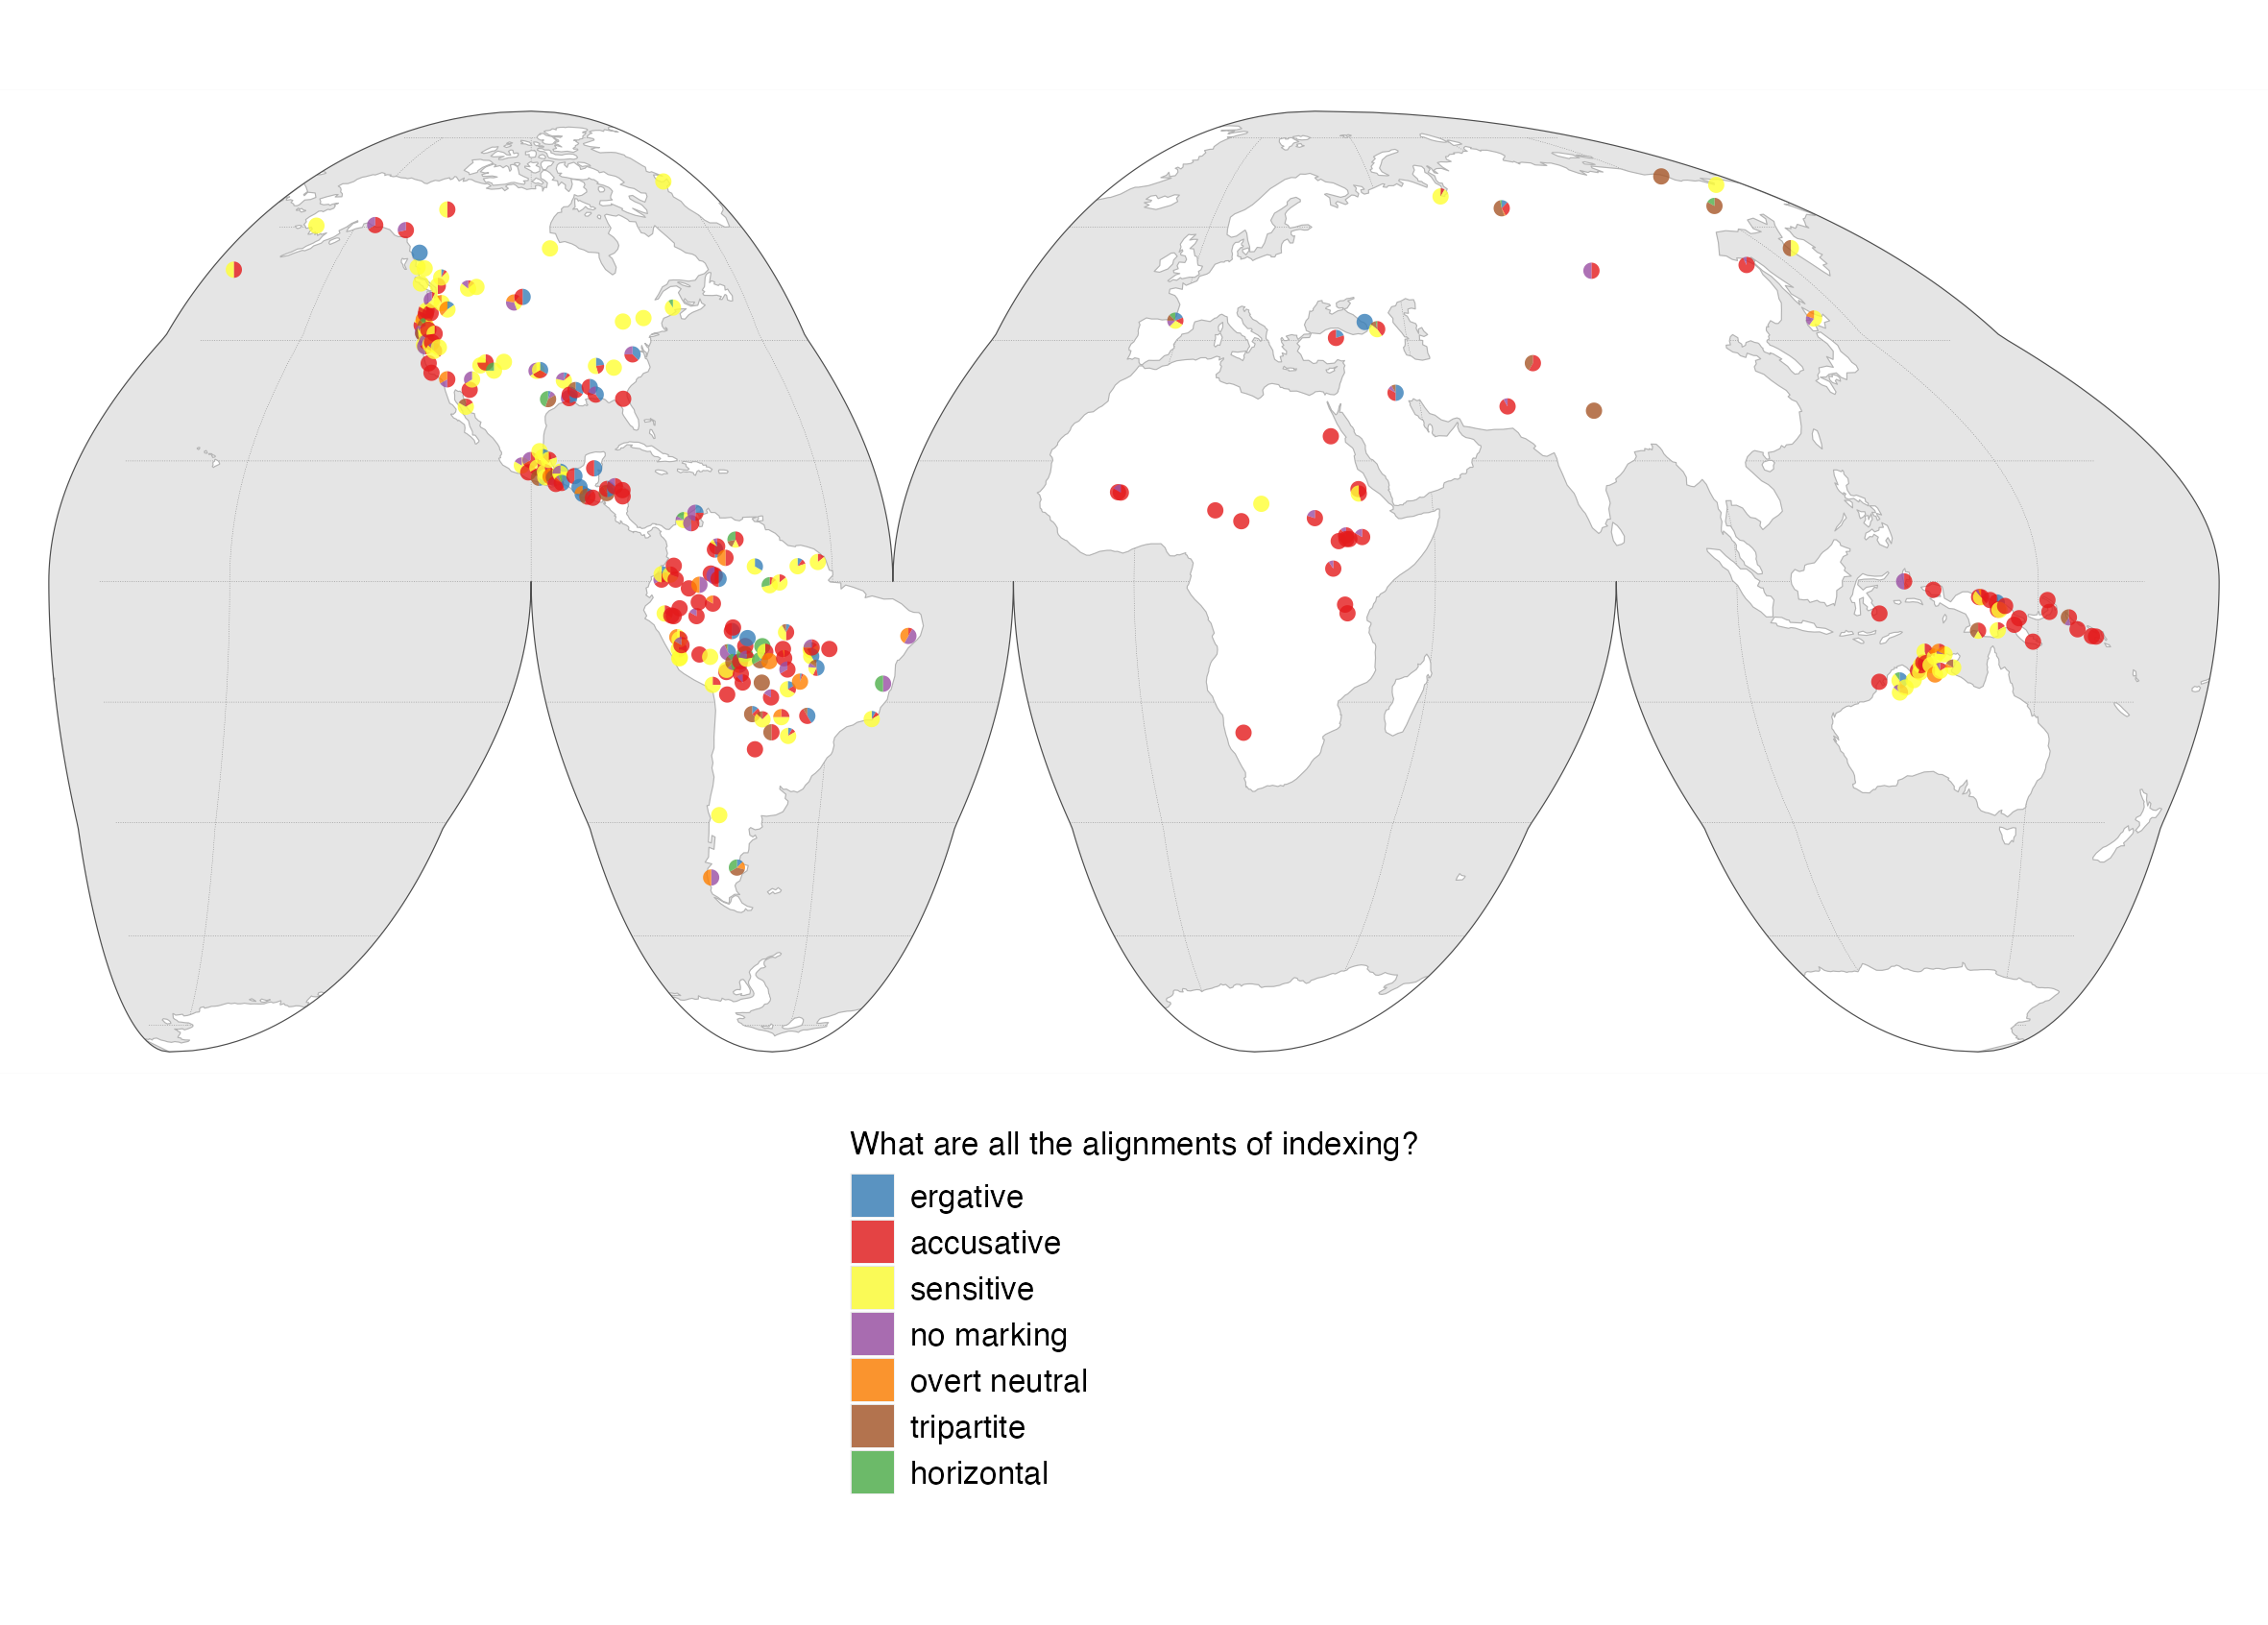 What are all the alignments of indexing?
ergative
accusative
sensitive
no marking
overt neutral
tripartite
horizontal